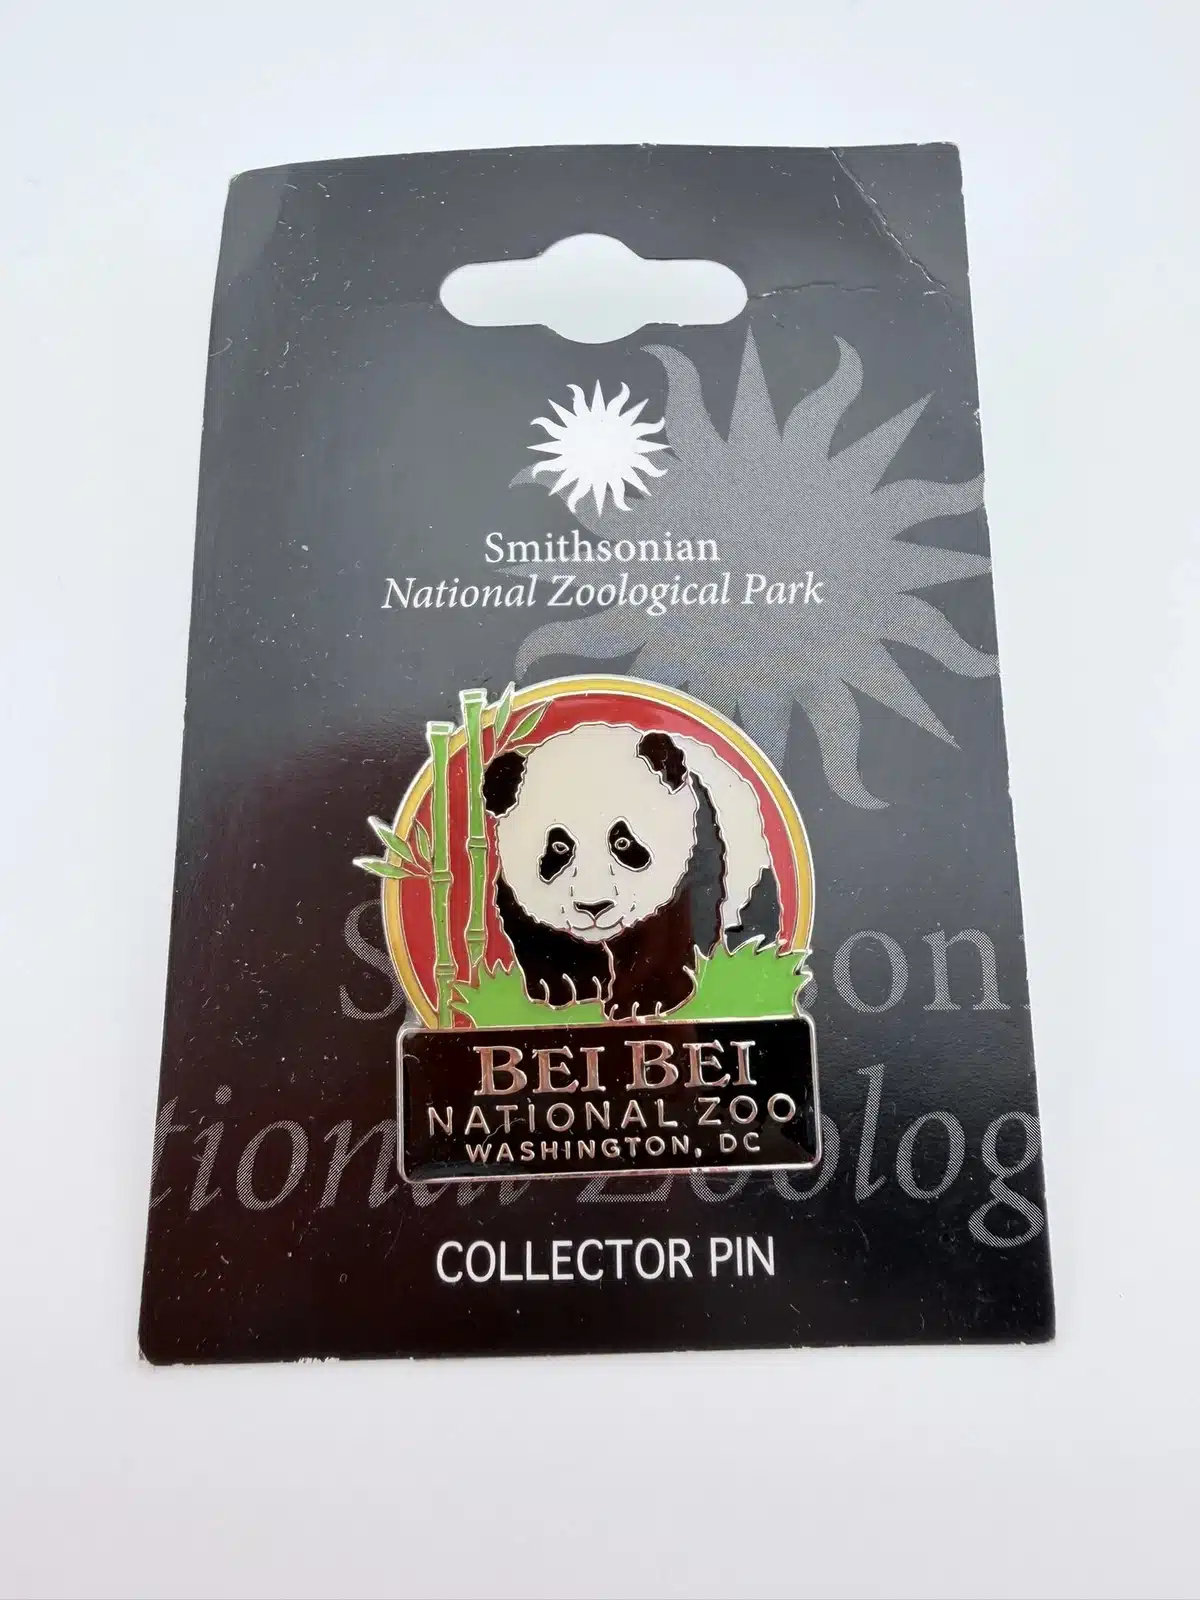 Smithsonian
National Zoological Park
BEI BEI
NATIONAL ZOO
WASHINGTON, DC
COLLECTOR PIN